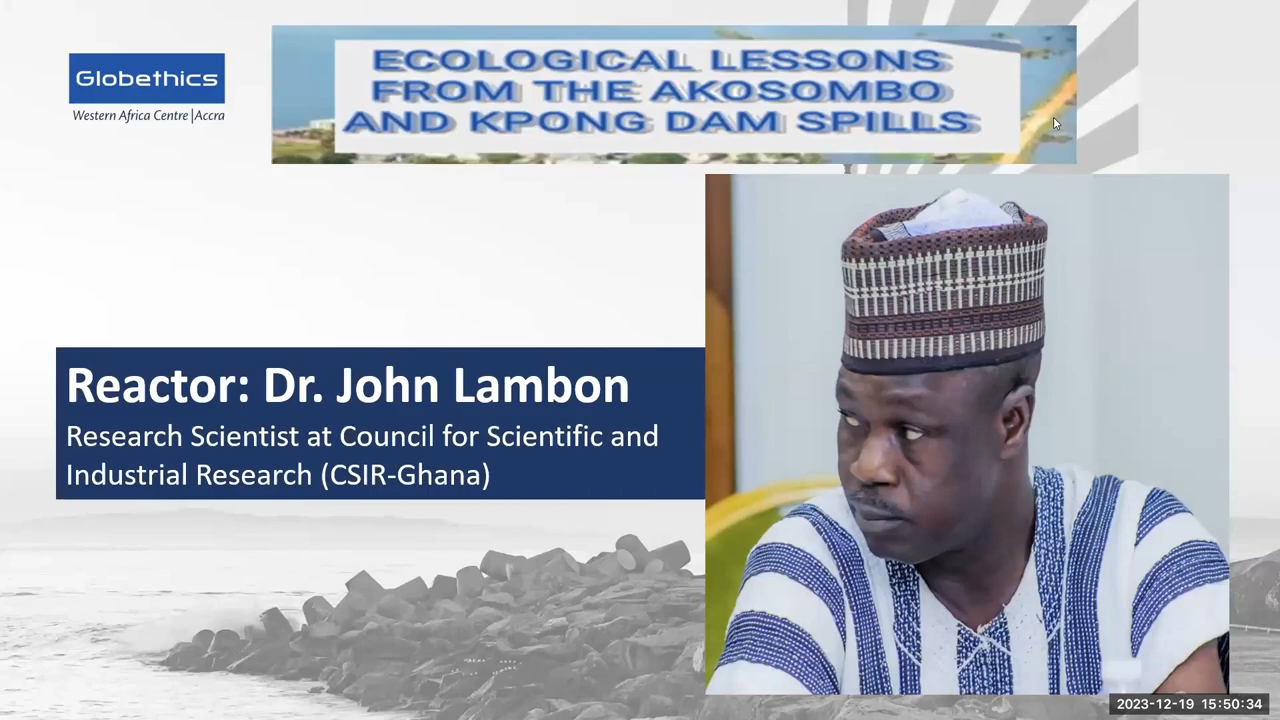 Globethics
Western Africa Centre | Accra
ECOLOGICAL LESSONS
FROM THE AKOSOMBO
AND KPONG DAM SPILLS
Reactor: Dr. John Lambon
Research Scientist at Council for Scientific and
Industrial Research (CSIR-Ghana)
2023-12-19 15:50:34